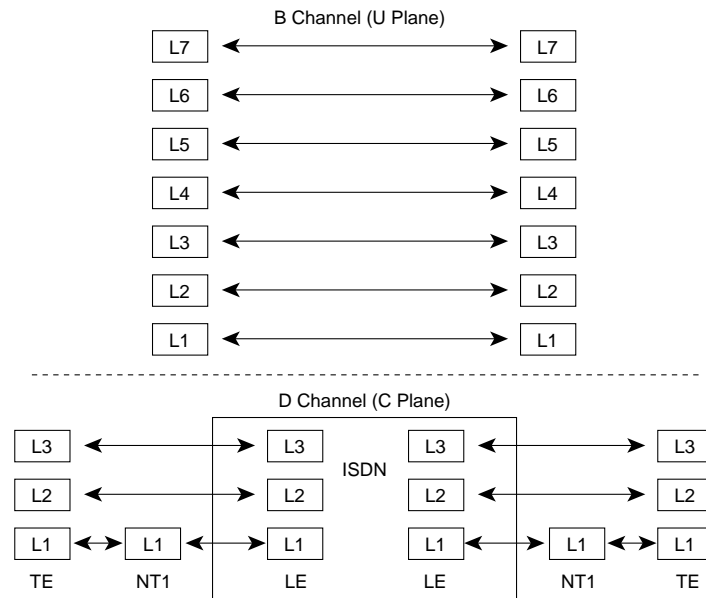 B Channel (U Plane)
L7 L7
L6 L6
L5 L5
L4 L4
L3 L3
L2 L2
L1 L1
D Channel (C Plane)
L3 L3 L3 L3
ISDN
L2 L2 L2 L2
L1 L1 L1 L1 L1 L1
TE NT1 LE LE NT1 TE